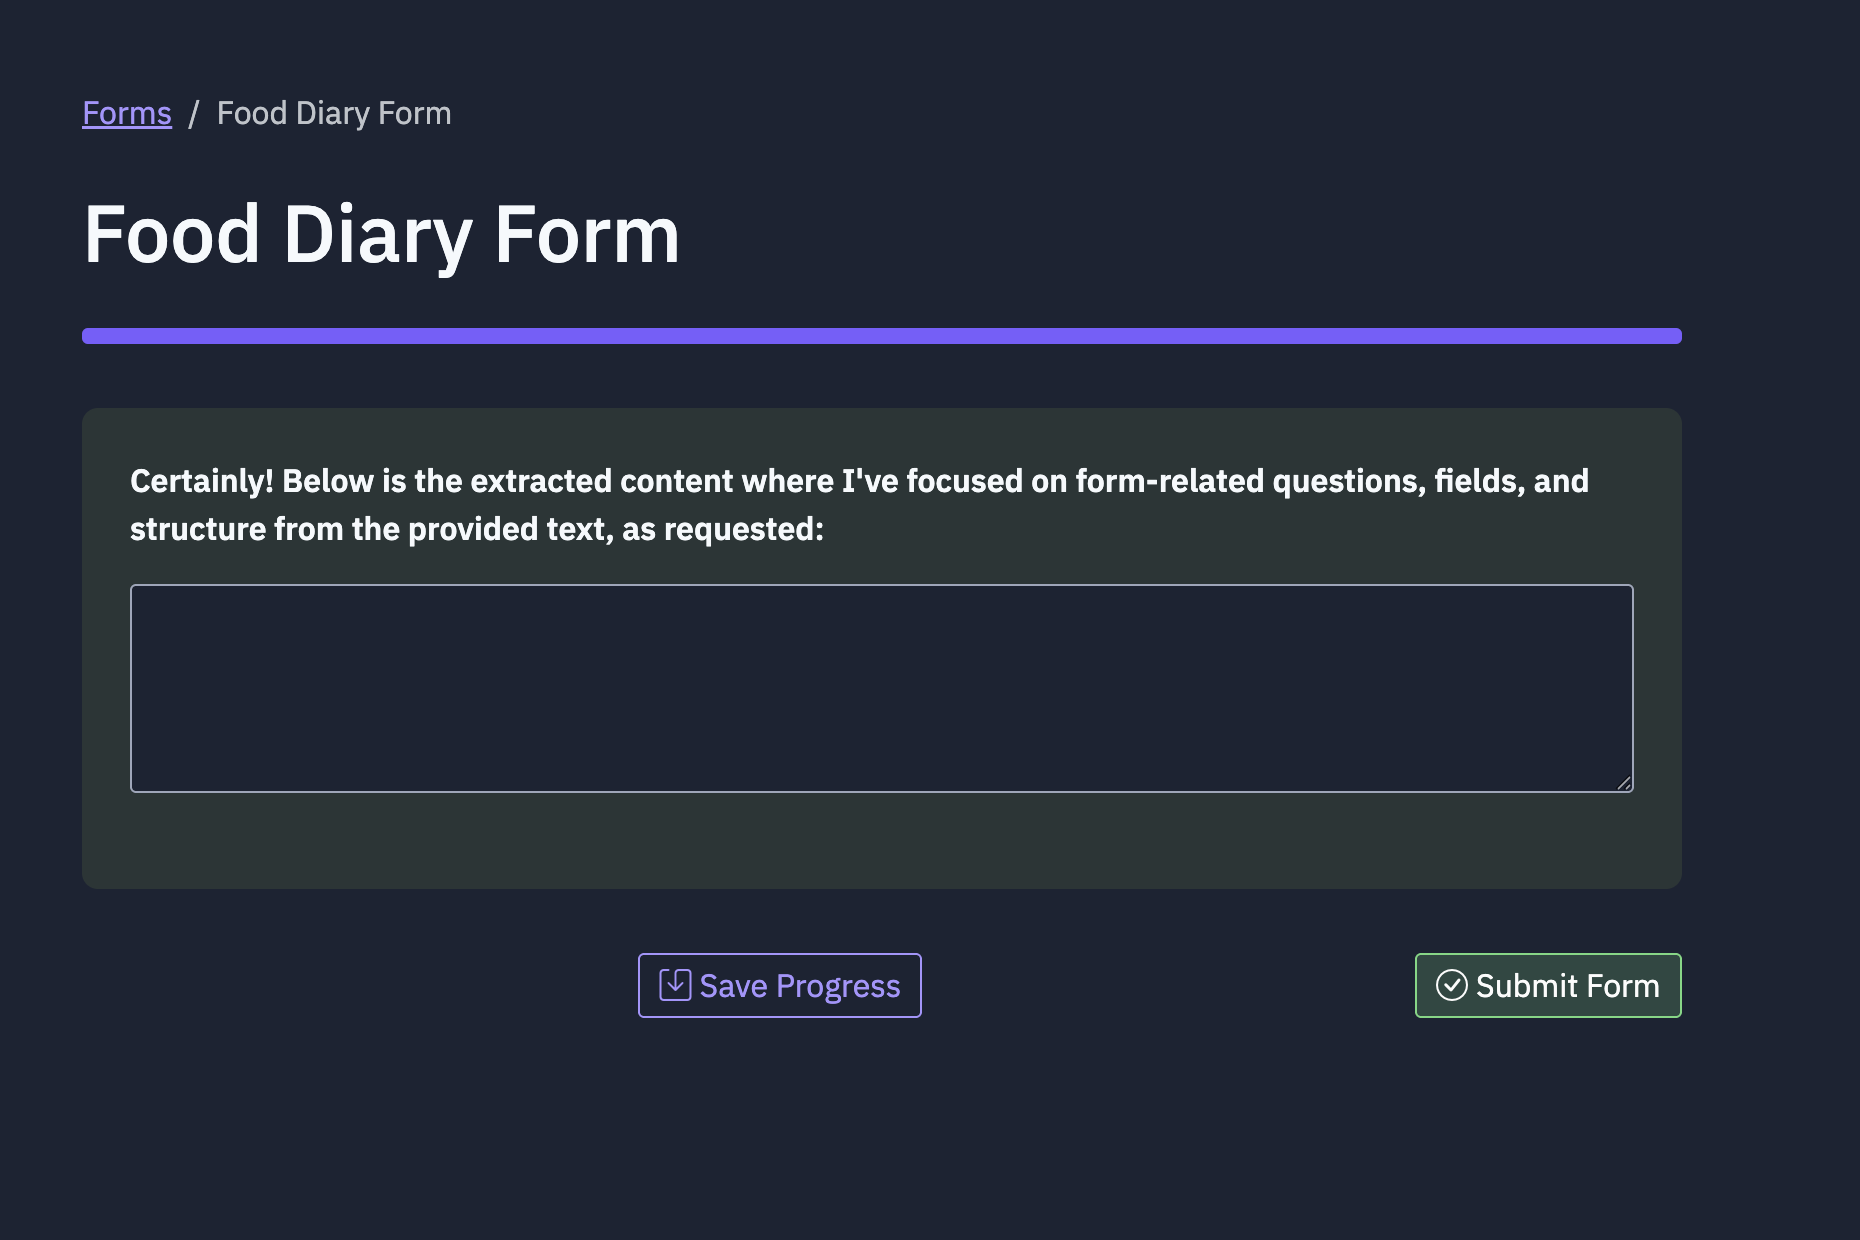 Forms / Food Diary Form
Food Diary Form
Certainly! Below is the extracted content where I've focused on form-related questions, fields, and
structure from the provided text, as requested:
Save Progress
Submit Form